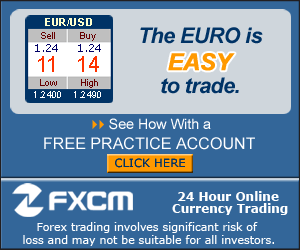 EUR/USD
Sell Buy
1.24 1.24
11 14
Low High
1.2400 1.2490
The EURO is
EASY
to trade.
See How With a
FREE PRACTICE ACCOUNT
CLICK HERE
FXCM
24 Hour Online
Currency Trading
Forex trading involves significant risk of
loss and may not be suitable for all investors.